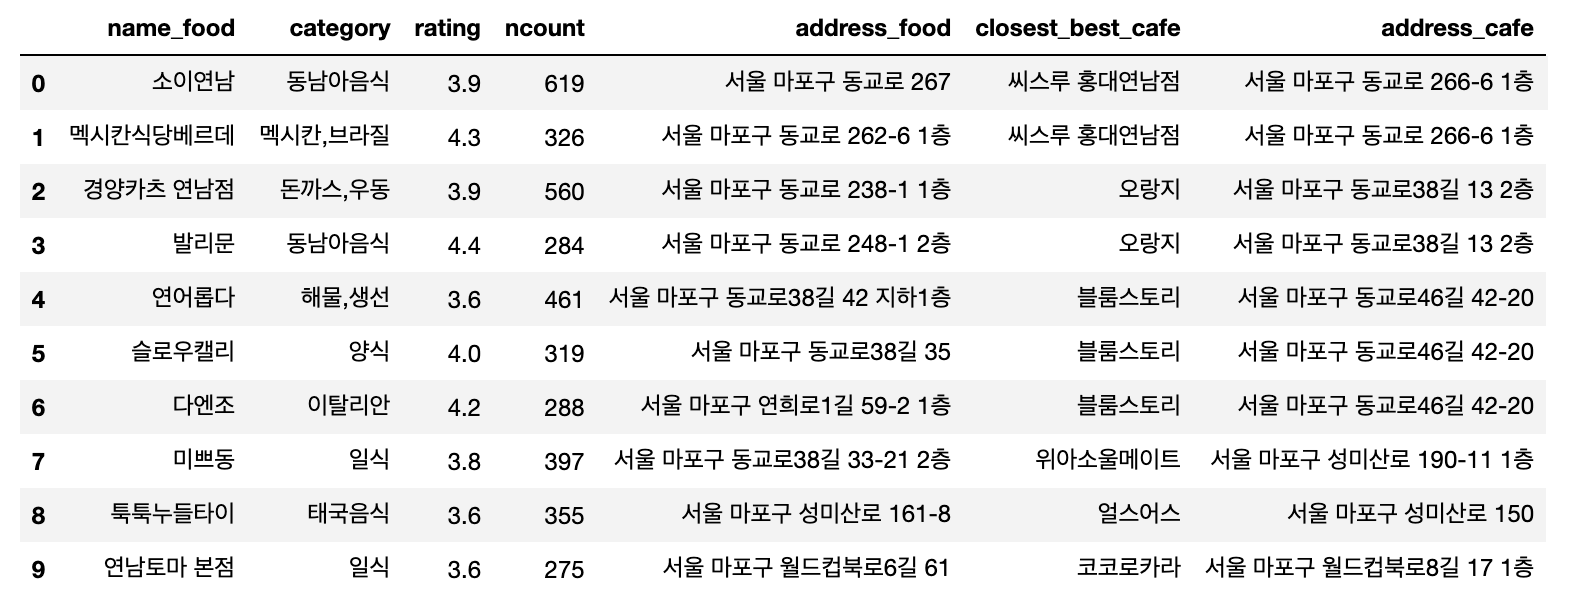 name_food category rating ncount address_food closest_best_cafe address_cafe
0 소이연남 동남아음식 3.9 619 서울 마포구 동교로 267 씨스루 홍대연남점 서울 마포구 동교로 266-6 1층
1 멕시칸식당베르데 멕시칸,브라질 4.3 326 서울 마포구 동교로 262-6 1층 씨스루 홍대연남점 서울 마포구 동교로 266-6 1층
2 경양카츠 연남점 돈까스,우동 3.9 560 서울 마포구 동교로 238-1 1층 오랑지 서울 마포구 동교로38길 13 2층
3 발리문 동남아음식 4.4 284 서울 마포구 동교로 248-1 2층 오랑지 서울 마포구 동교로38길 13 2층
4 연어롭다 해물,생선 3.6 461 서울 마포구 동교로38길 42 지하1층 블룸스토리 서울 마포구 동교로46길 42-20
5 슬로우캘리 양식 4.0 319 서울 마포구 동교로38길 35 블룸스토리 서울 마포구 동교로46길 42-20
6 다엔조 이탈리안 4.2 288 서울 마포구 연희로1길 59-2 1층 블룸스토리 서울 마포구 동교로46길 42-20
7 미쁘동 일식 3.8 397 서울 마포구 동교로38길 33-21 2층 위아소울메이트 서울 마포구 성미산로 190-11 1층
8 툭툭누들타이 태국음식 3.6 355 서울 마포구 성미산로 161-8 얼스어스 서울 마포구 성미산로 150
9 연남토마 본점 일식 3.6 275 서울 마포구 월드컵북로6길 61 코코로카라 서울 마포구 월드컵북로8길 17 1층